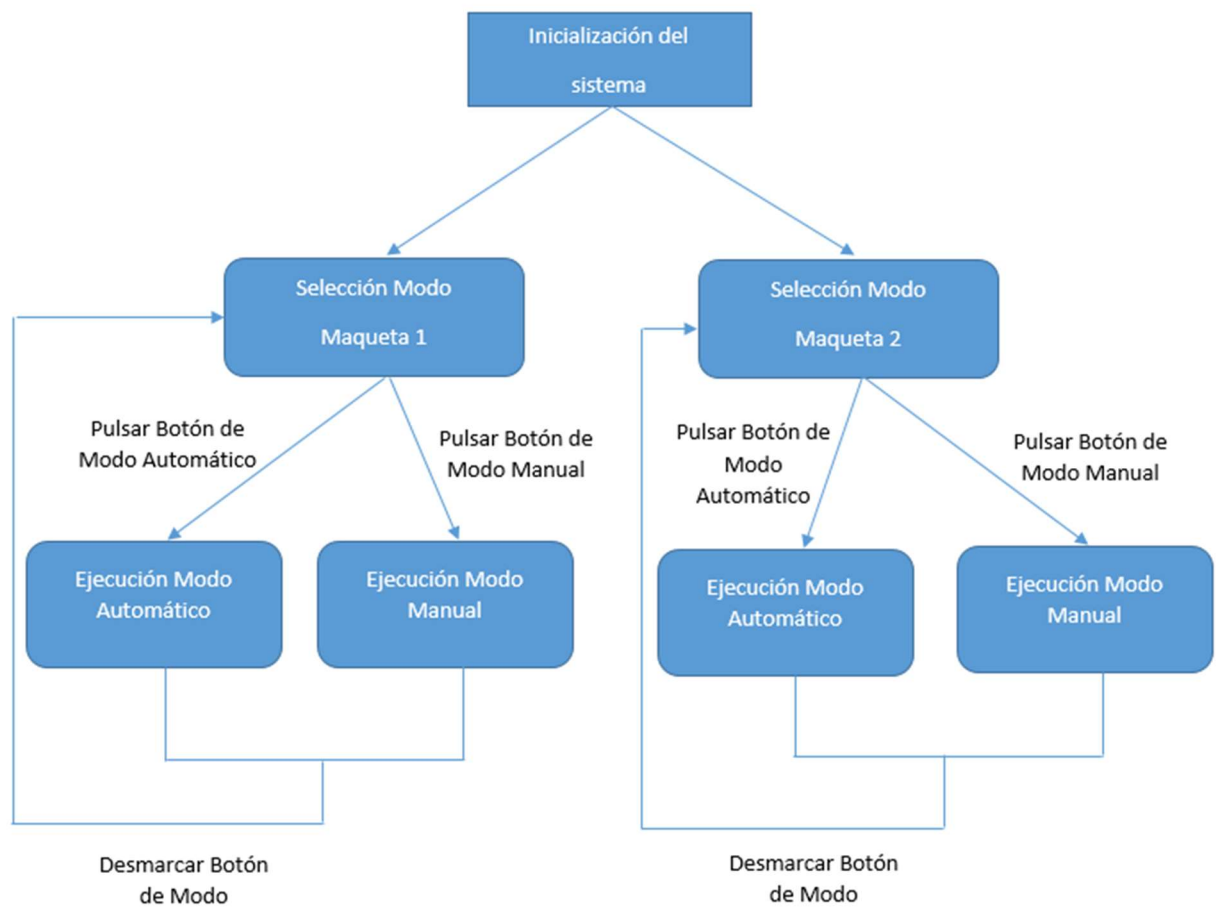 Inicialización del
sistema
Selección Modo
Maqueta 1
Selección Modo
Maqueta 2
Pulsar Botón de
Modo Automático
Pulsar Botón de
Modo Manual
Pulsar Botón de
Modo
Automático
Pulsar Botón de
Modo Manual
Ejecución Modo
Automático
Ejecución Modo
Manual
Ejecución Modo
Automático
Ejecución Modo
Manual
Desmarcar Botón
de Modo
Desmarcar Botón
de Modo